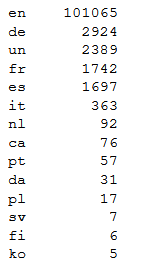 en 101065
de 2924
un 2389
fr 1742
es 1697
it 363
nl 92
ca 76
pt 57
da 31
pl 17
sv 7
fi 6
ko 5